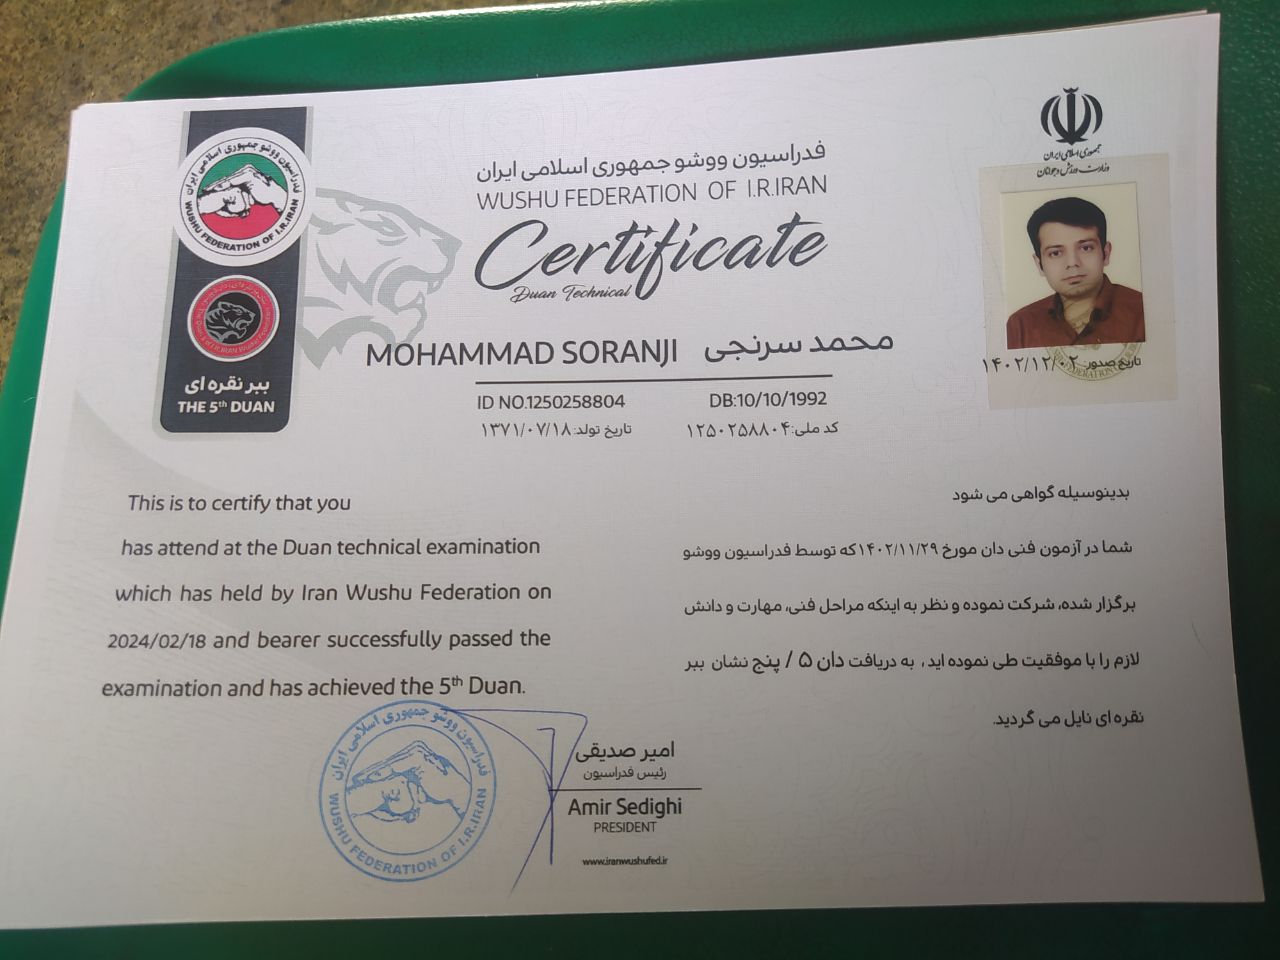 فدراسیون ووشو جمهوری اسلامی ایران
WUSHU FEDERATION OF I.R.IRAN
Certificate
Duan Technical
جمهوری اسلامی ایران
وزارت ورزش و جوانان
فدراسیون ووشو جمهوری اسلامی ایران
WUSHU FEDERATION OF I.R.IRAN
ببر نقره ای
THE 5th DUAN
MOHAMMAD SORANJI محمد سرنجی
تاریخ صدور: ۱۴۰۲/۱۲/۰۲
ID NO.1250258804 DB:10/10/1992
کد ملی:۱۲۵۰۲۵۸۸۰۴ تاریخ تولد:۱۳۷۱/۰۷/۱۸
This is to certify that you
has attend at the Duan technical examination
which has held by Iran Wushu Federation on
2024/02/18 and bearer successfully passed the
examination and has achieved the 5th Duan.
بدینوسیله گواهی می شود
شما در آزمون فنی دان مورخ ۱۴۰۲/۱۱/۲۹که توسط فدراسیون ووشو
برگزار شده، شرکت نموده و نظر به اینکه مراحل فنی، مهارت و دانش
لازم را با موفقیت طی نموده اید ، به دریافت دان ۵ / پنج نشان ببر
نقره ای نایل می گردید.
فدراسیون ووشو جمهوری اسلامی ایران
WUSHU FEDERATION OF I.R.IRAN
امیر صدیقی
رئیس فدراسیون
Amir Sedighi
PRESIDENT
www.iranwushufed.ir